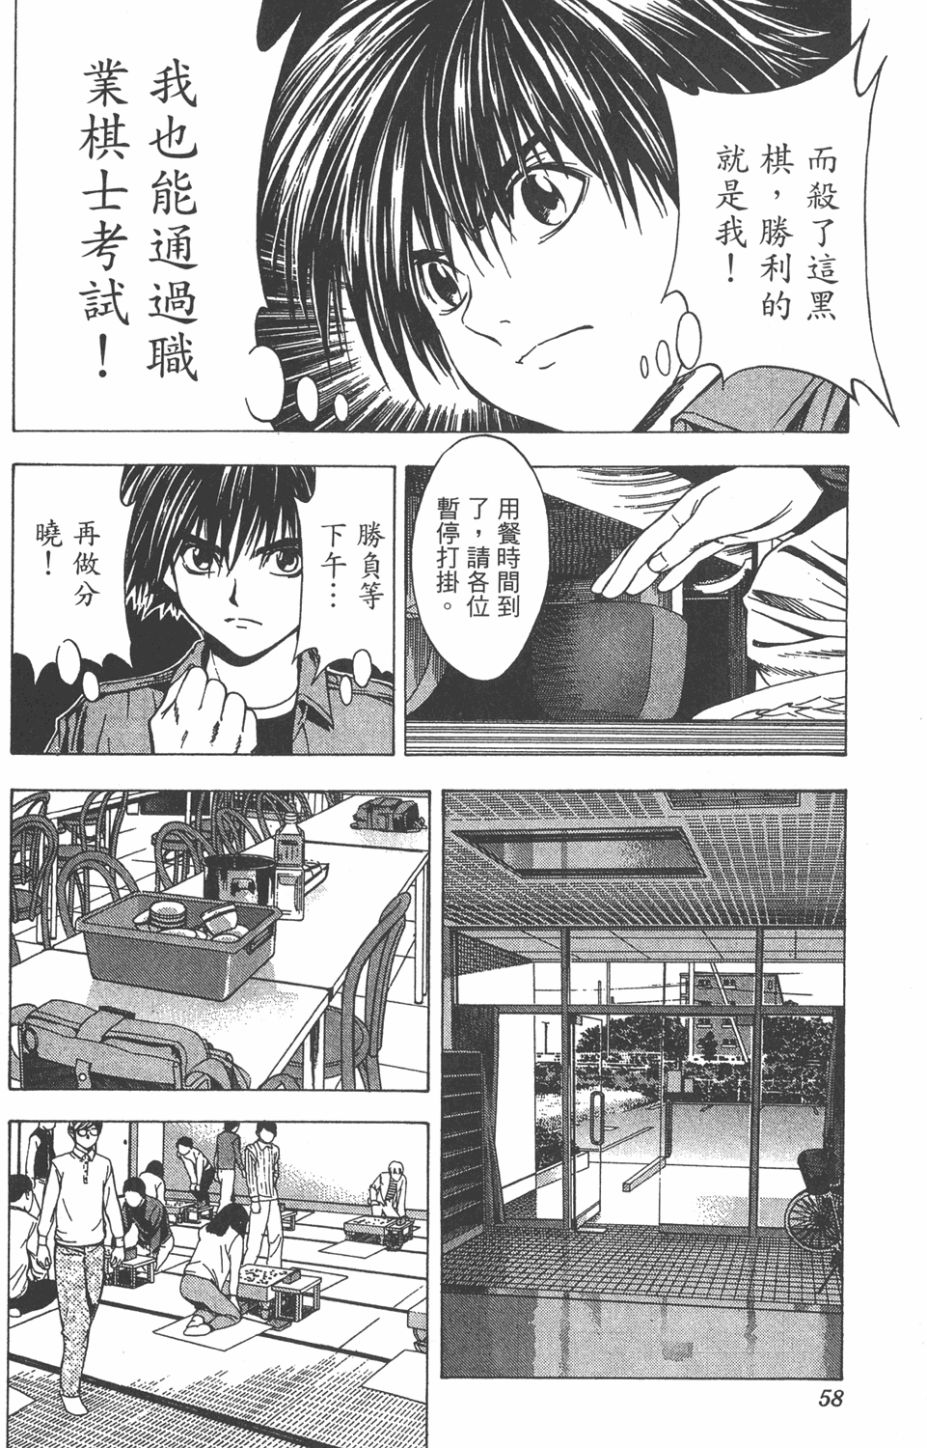 而殺了這黑
棋，勝利的
就是我！
我也能通過職
業棋士考試！
用餐時間到
了，請各位
暫停打掛。
勝負等
下午…
再做分
曉！
58